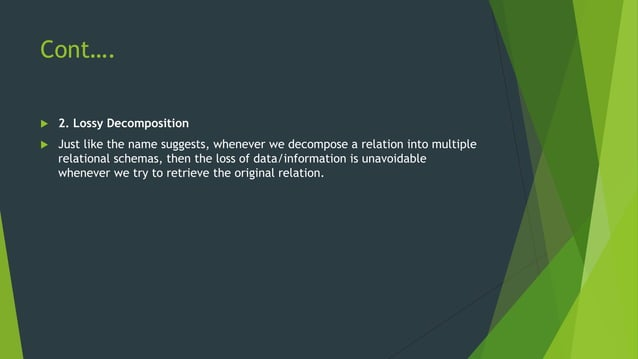 Cont....
2. Lossy Decomposition
Just like the name suggests, whenever we decompose a relation into multiple
relational schemas, then the loss of data/information is unavoidable
whenever we try to retrieve the original relation.